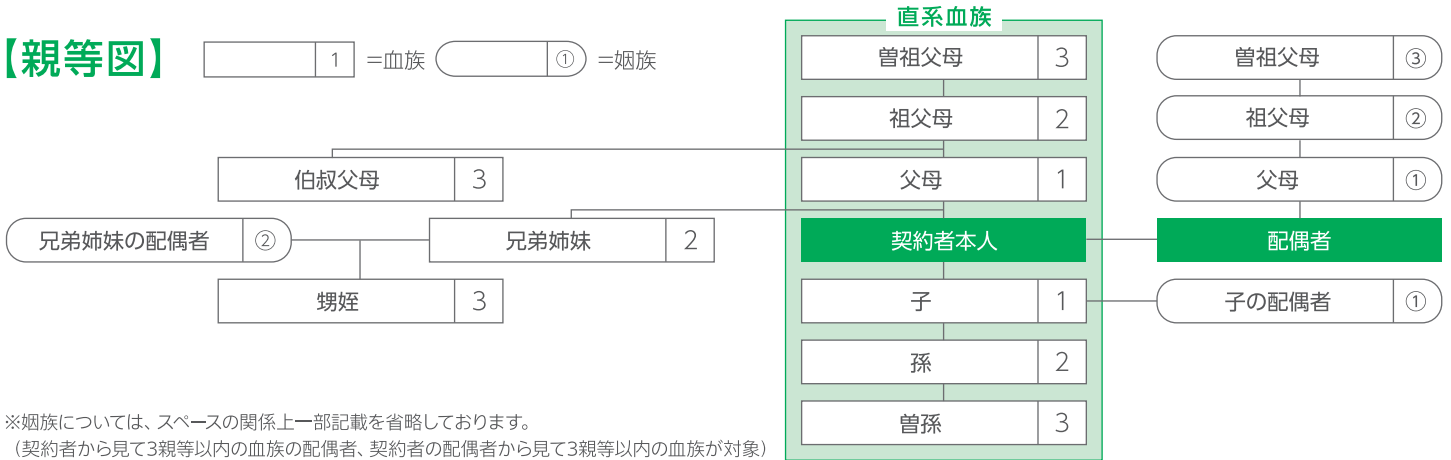 直系血族
【親等図】 1 =血族 ① =姻族
曽祖父母 3
曽祖父母 ③
祖父母 2
祖父母 ②
伯叔父母 3
父母 1
父母 ①
兄弟姉妹の配偶者 ②
兄弟姉妹 2
契約者本人
配偶者
甥姪 3
子 1
子の配偶者 ①
孫 2
曽孫 3
※姻族については、スペースの関係上一部記載を省略しております。
（契約者から見て3親等以内の血族の配偶者、契約者の配偶者から見て3親等以内の血族が対象）